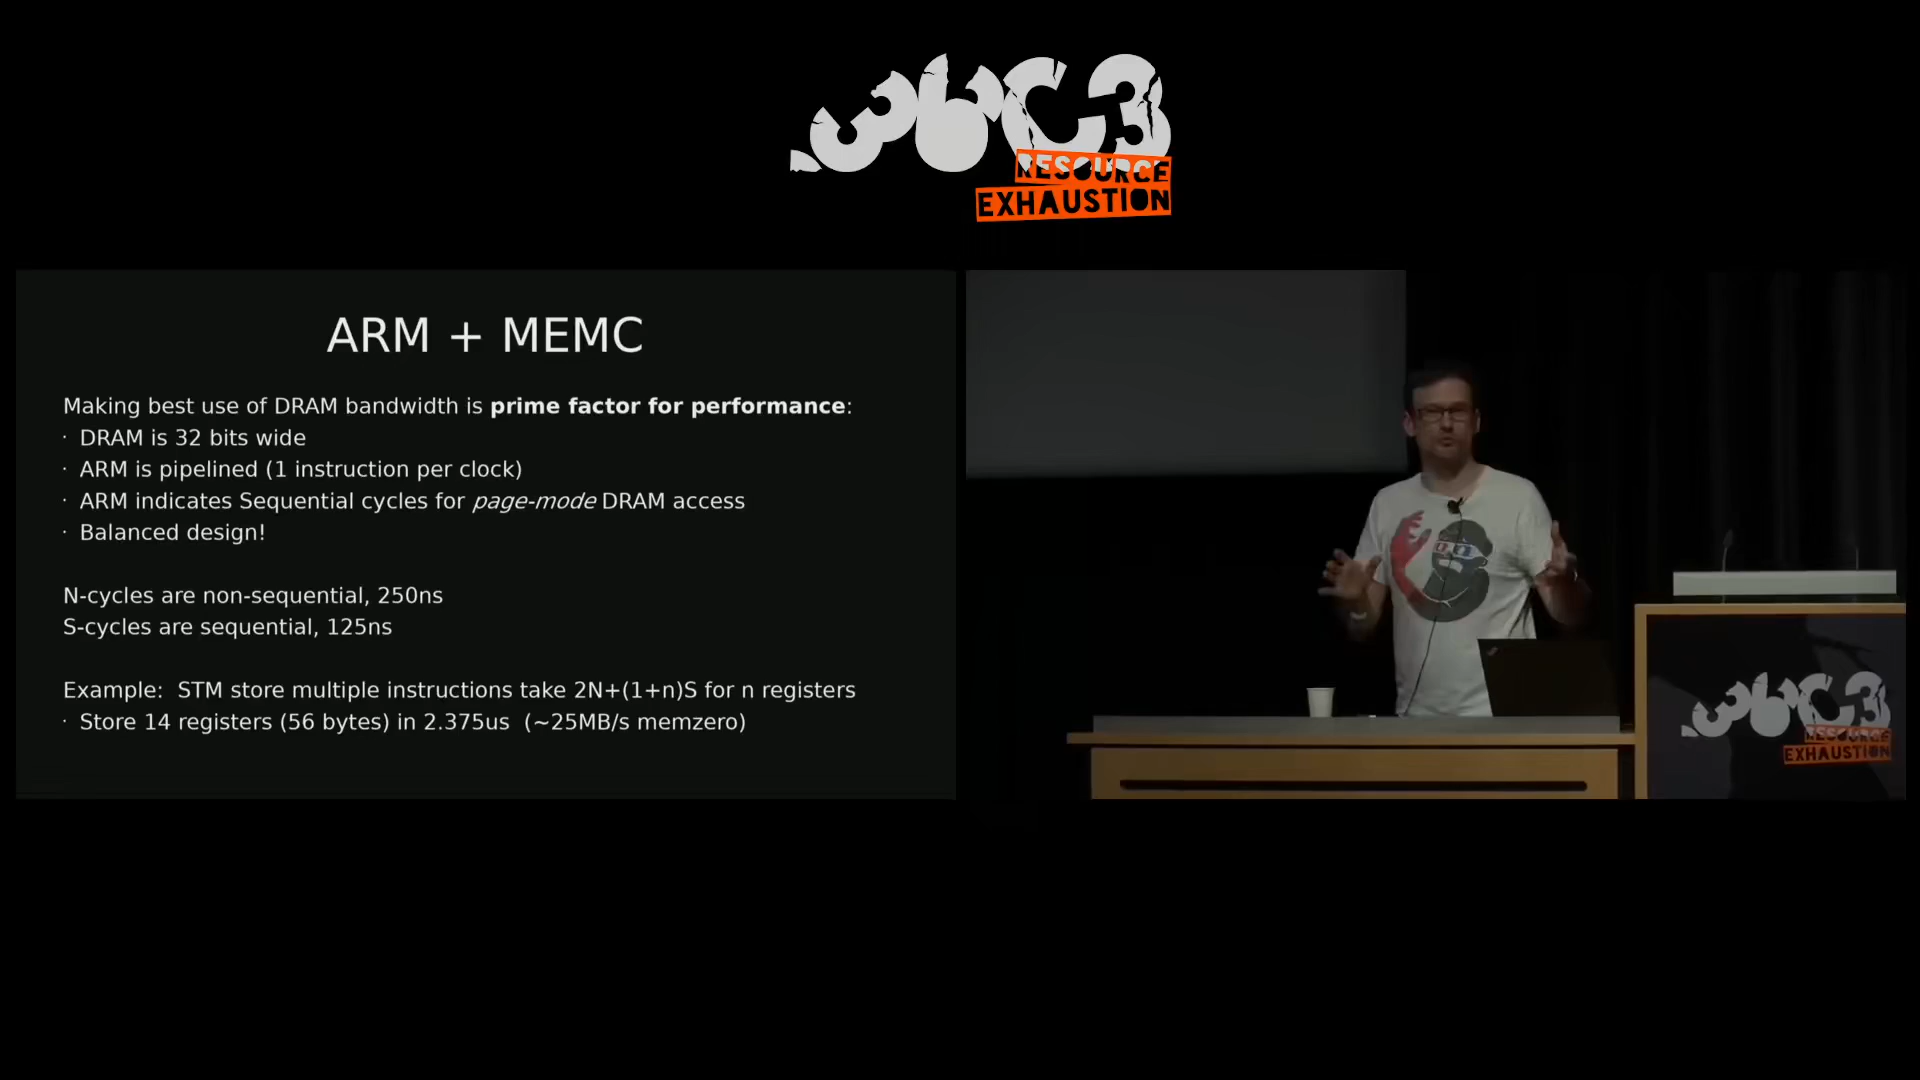 36C3
RESOURCE
EXHAUSTION
ARM + MEMC
Making best use of DRAM bandwidth is prime factor for performance:
· DRAM is 32 bits wide
· ARM is pipelined (1 instruction per clock)
· ARM indicates Sequential cycles for page-mode DRAM access
· Balanced design!
N-cycles are non-sequential, 250ns
S-cycles are sequential, 125ns
Example:  STM store multiple instructions take 2N+(1+n)S for n registers
· Store 14 registers (56 bytes) in 2.375us  (~25MB/s memzero)
36C3
RESOURCE
EXHAUSTION